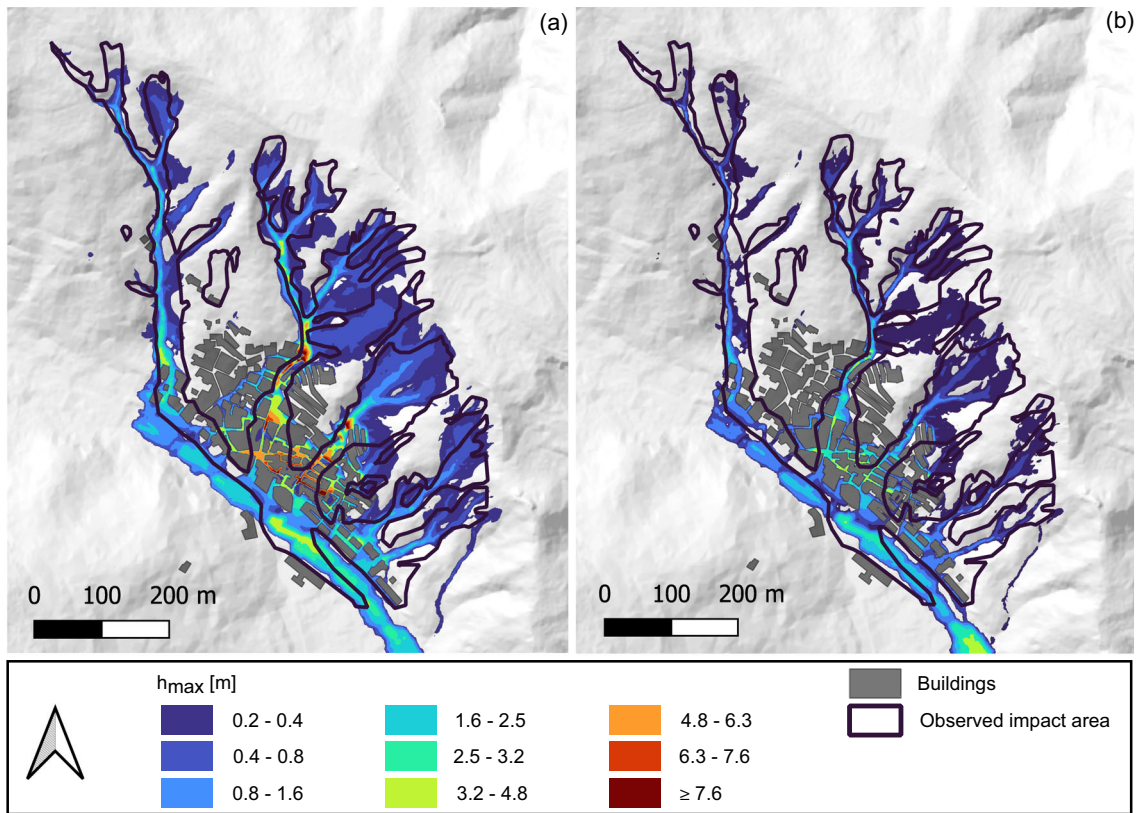 (a)
(b)
0 100 200 m
0 100 200 m
hmax [m]
0.2 - 0.4
0.4 - 0.8
0.8 - 1.6
1.6 - 2.5
2.5 - 3.2
3.2 - 4.8
4.8 - 6.3
6.3 - 7.6
≥ 7.6
Buildings
Observed impact area